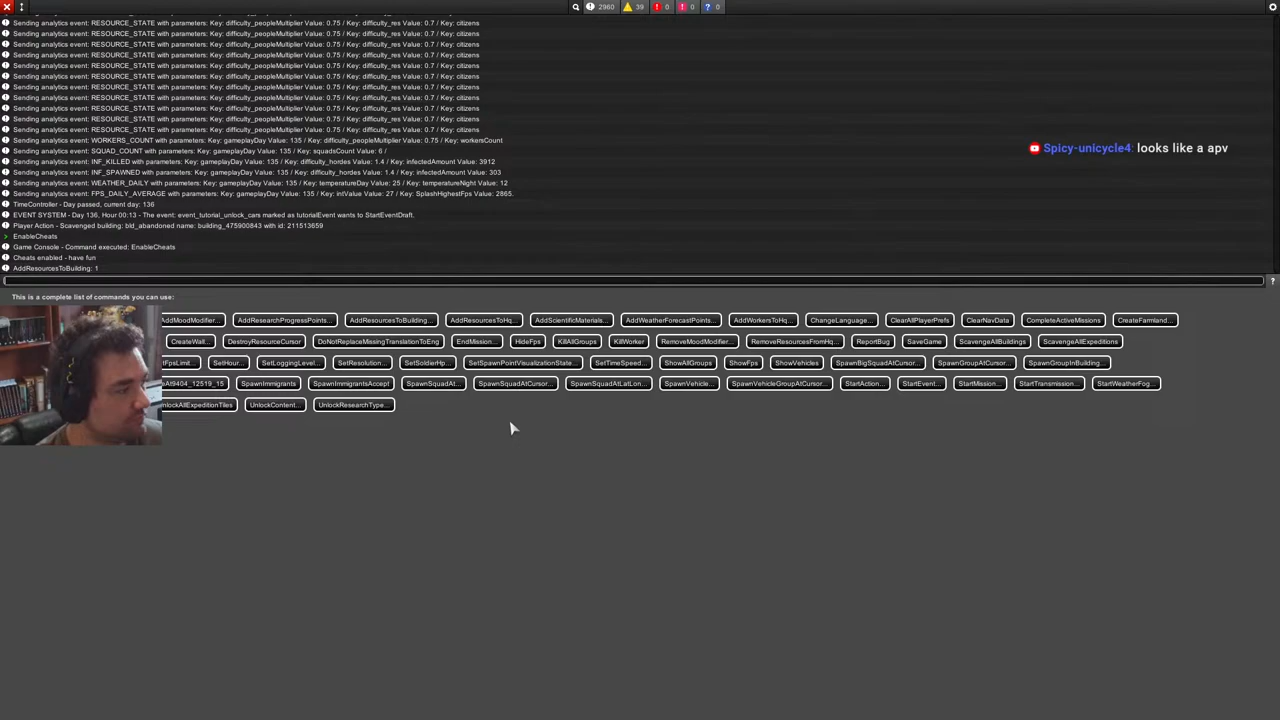 2960 39 0 0 0
Sending analytics event: RESOURCE_STATE with parameters: Key: difficulty_peopleMultiplier Value: 0.75 / Key: difficulty_res Value: 0.7 / Key: citizens
Sending analytics event: RESOURCE_STATE with parameters: Key: difficulty_peopleMultiplier Value: 0.75 / Key: difficulty_res Value: 0.7 / Key: citizens
Sending analytics event: RESOURCE_STATE with parameters: Key: difficulty_peopleMultiplier Value: 0.75 / Key: difficulty_res Value: 0.7 / Key: citizens
Sending analytics event: RESOURCE_STATE with parameters: Key: difficulty_peopleMultiplier Value: 0.75 / Key: difficulty_res Value: 0.7 / Key: citizens
Sending analytics event: RESOURCE_STATE with parameters: Key: difficulty_peopleMultiplier Value: 0.75 / Key: difficulty_res Value: 0.7 / Key: citizens
Sending analytics event: RESOURCE_STATE with parameters: Key: difficulty_peopleMultiplier Value: 0.75 / Key: difficulty_res Value: 0.7 / Key: citizens
Sending analytics event: RESOURCE_STATE with parameters: Key: difficulty_peopleMultiplier Value: 0.75 / Key: difficulty_res Value: 0.7 / Key: citizens
Sending analytics event: RESOURCE_STATE with parameters: Key: difficulty_peopleMultiplier Value: 0.75 / Key: difficulty_res Value: 0.7 / Key: citizens
Sending analytics event: RESOURCE_STATE with parameters: Key: difficulty_peopleMultiplier Value: 0.75 / Key: difficulty_res Value: 0.7 / Key: citizens
Sending analytics event: RESOURCE_STATE with parameters: Key: difficulty_peopleMultiplier Value: 0.75 / Key: difficulty_res Value: 0.7 / Key: citizens
Sending analytics event: RESOURCE_STATE with parameters: Key: difficulty_peopleMultiplier Value: 0.75 / Key: difficulty_res Value: 0.7 / Key: citizens
Sending analytics event: WORKERS_COUNT with parameters: Key: gameplayDay Value: 135 / Key: difficulty_peopleMultiplier Value: 0.75 / Key: workersCount
Spicy-unicycle4: looks like a apv
Sending analytics event: SQUAD_COUNT with parameters: Key: gameplayDay Value: 135 / Key: squadsCount Value: 6 /
Sending analytics event: INF_KILLED with parameters: Key: gameplayDay Value: 135 / Key: difficulty_hordes Value: 1.4 / Key: infectedAmount Value: 3912
Sending analytics event: INF_SPAWNED with parameters: Key: gameplayDay Value: 135 / Key: difficulty_hordes Value: 1.4 / Key: infectedAmount Value: 303
Sending analytics event: WEATHER_DAILY with parameters: Key: gameplayDay Value: 135 / Key: temperatureDay Value: 25 / Key: temperatureNight Value: 12
Sending analytics event: FPS_DAILY_AVERAGE with parameters: Key: gameplayDay Value: 135 / Key: intValue Value: 27 / Key: SplashHighestFps Value: 2865.
TimeController - Day passed, current day: 136
EVENT SYSTEM - Day 136, Hour 00:13 - The event: event_tutorial_unlock_cars marked as tutorialEvent wants to StartEventDraft.
Player Action - Scavenged building: bld_abandoned name: building_475900843 with id: 211513659
> EnableCheats
Game Console - Command executed: EnableCheats
Cheats enabled - have fun
AddResourcesToBuilding: 1
?
This is a complete list of commands you can use:
AddMoodModifier... AddResearchProgressPoints... AddResourcesToBuilding... AddResourcesToHq... AddScientificMaterials... AddWeatherForecastPoints... AddWorkersToHq... ChangeLanguage... ClearAllPlayerPrefs ClearNavData CompleteActiveMissions CreateFarmland...
CreateWall... DestroyResourceCursor DoNotReplaceMissingTranslationToEng EndMission... HideFps KillAllGroups KillWorker RemoveMoodModifier... RemoveResourcesFromHq... ReportBug SaveGame ScavengeAllBuildings ScavengeAllExpeditions
tFpsLimit... SetHour... SetLoggingLevel... SetResolution... SetSoldierHp... SetSpawnPointVisualizationState... SetTimeSpeed... ShowAllGroups ShowFps ShowVehicles SpawnBigSquadAtCursor... SpawnGroupAtCursor... SpawnGroupInBuilding...
eAt9404_12519_15 SpawnImmigrants SpawnImmigrantsAccept SpawnSquadAt... SpawnSquadAtCursor... SpawnSquadAtLatLon... SpawnVehicle... SpawnVehicleGroupAtCursor... StartAction... StartEvent... StartMission... StartTransmission... StartWeatherFog...
nlockAllExpeditionTiles UnlockContent... UnlockResearchType...